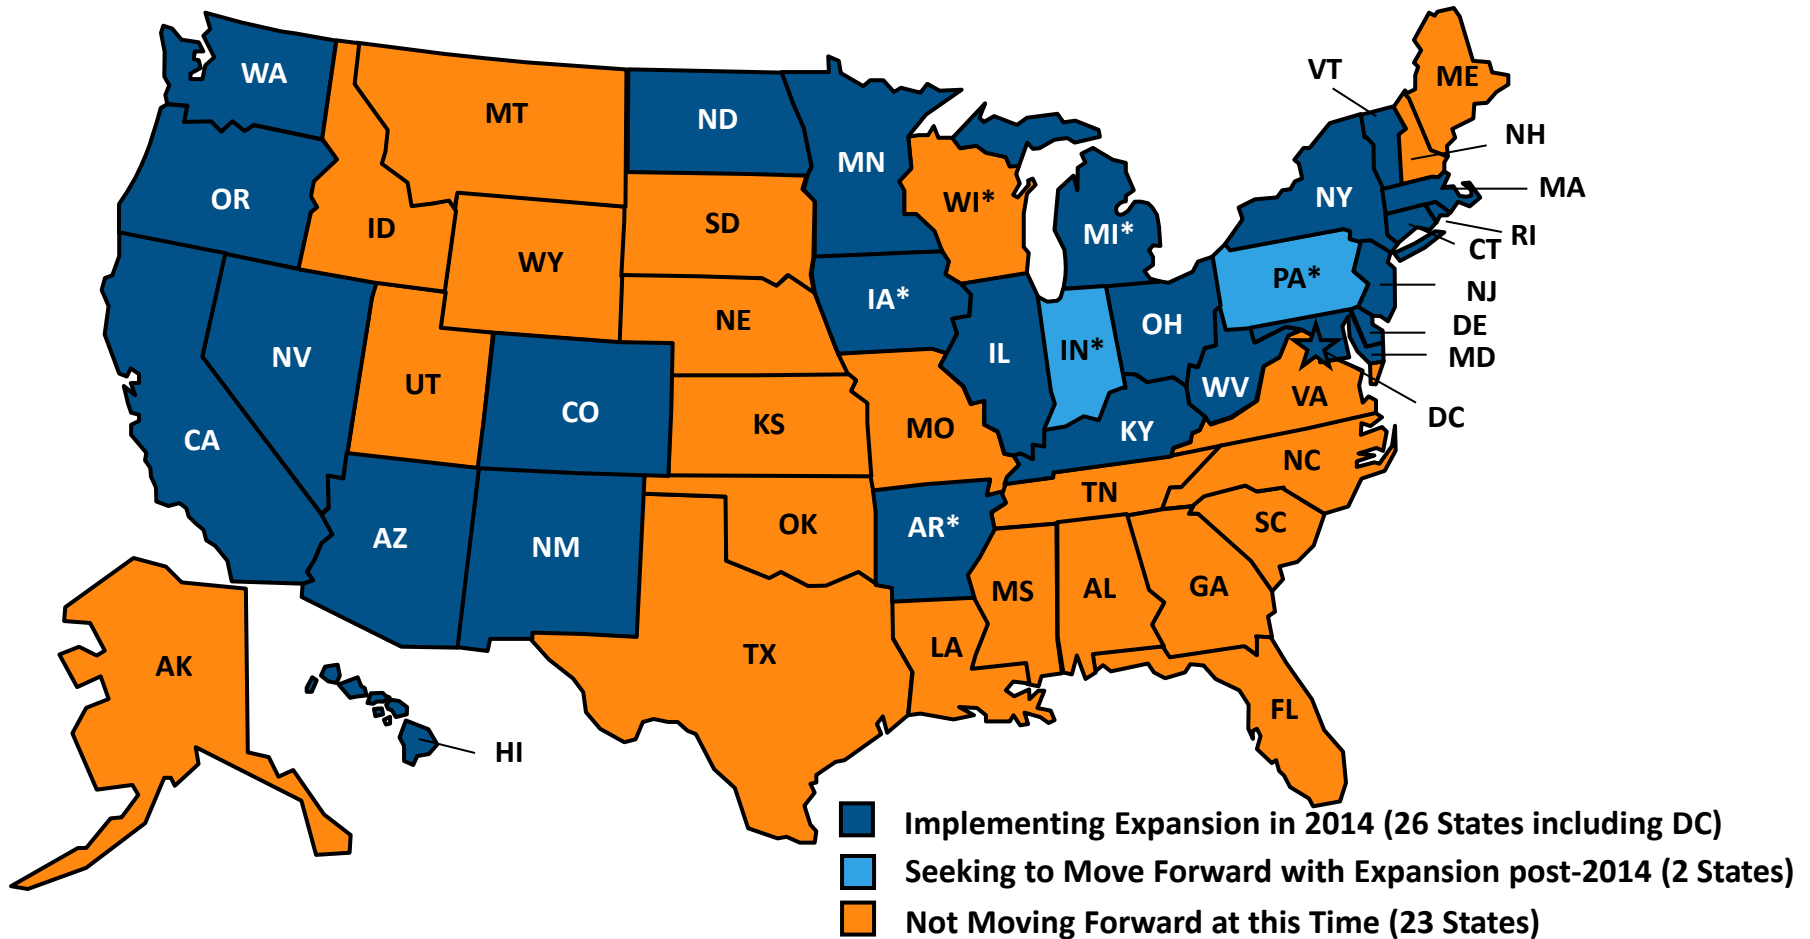 WA
MT
ND
MN
VT
ME
NH
OR
ID
WY
SD
WI*
MI*
NY
MA
RI
CT
NV
UT
NE
IA*
IL
IN*
OH
PA*
NJ
DE
MD
CA
CO
KS
MO
KY
WV
VA
DC
AZ
NM
OK
AR*
TN
NC
SC
MS
AL
GA
AK
TX
LA
FL
HI
Implementing Expansion in 2014 (26 States including DC)
Seeking to Move Forward with Expansion post-2014 (2 States)
Not Moving Forward at this Time (23 States)